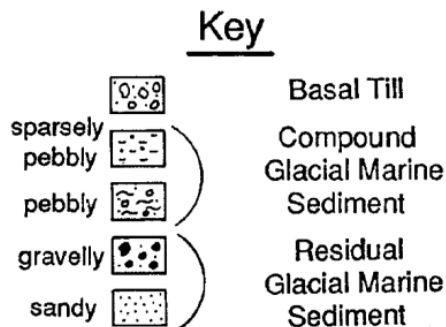 Key
Basal Till
sparsely
pebbly
Compound
Glacial Marine
Sediment
pebbly
gravelly
Residual
Glacial Marine
Sediment
sandy